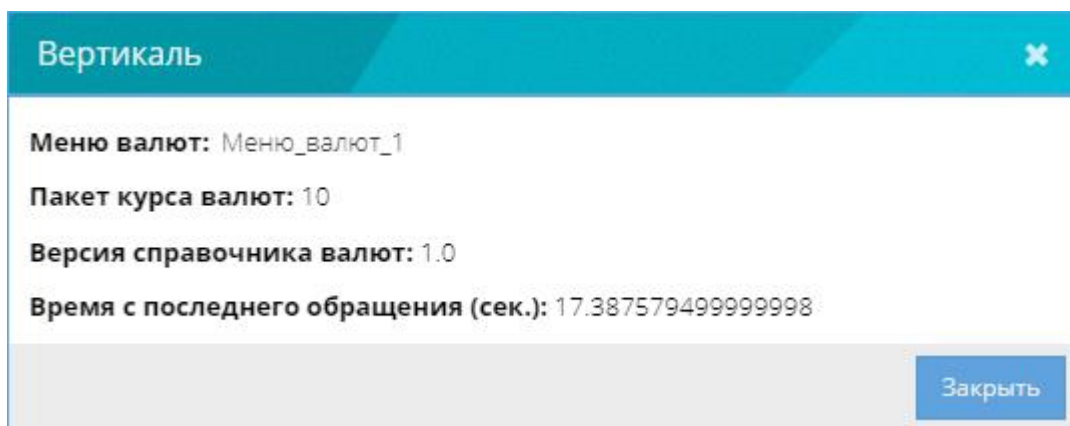 Вертикаль
Меню валют: Меню_валют_1
Пакет курса валют: 10
Версия справочника валют: 1.0
Время с последнего обращения (сек.): 17.387579499999998
Закрыть